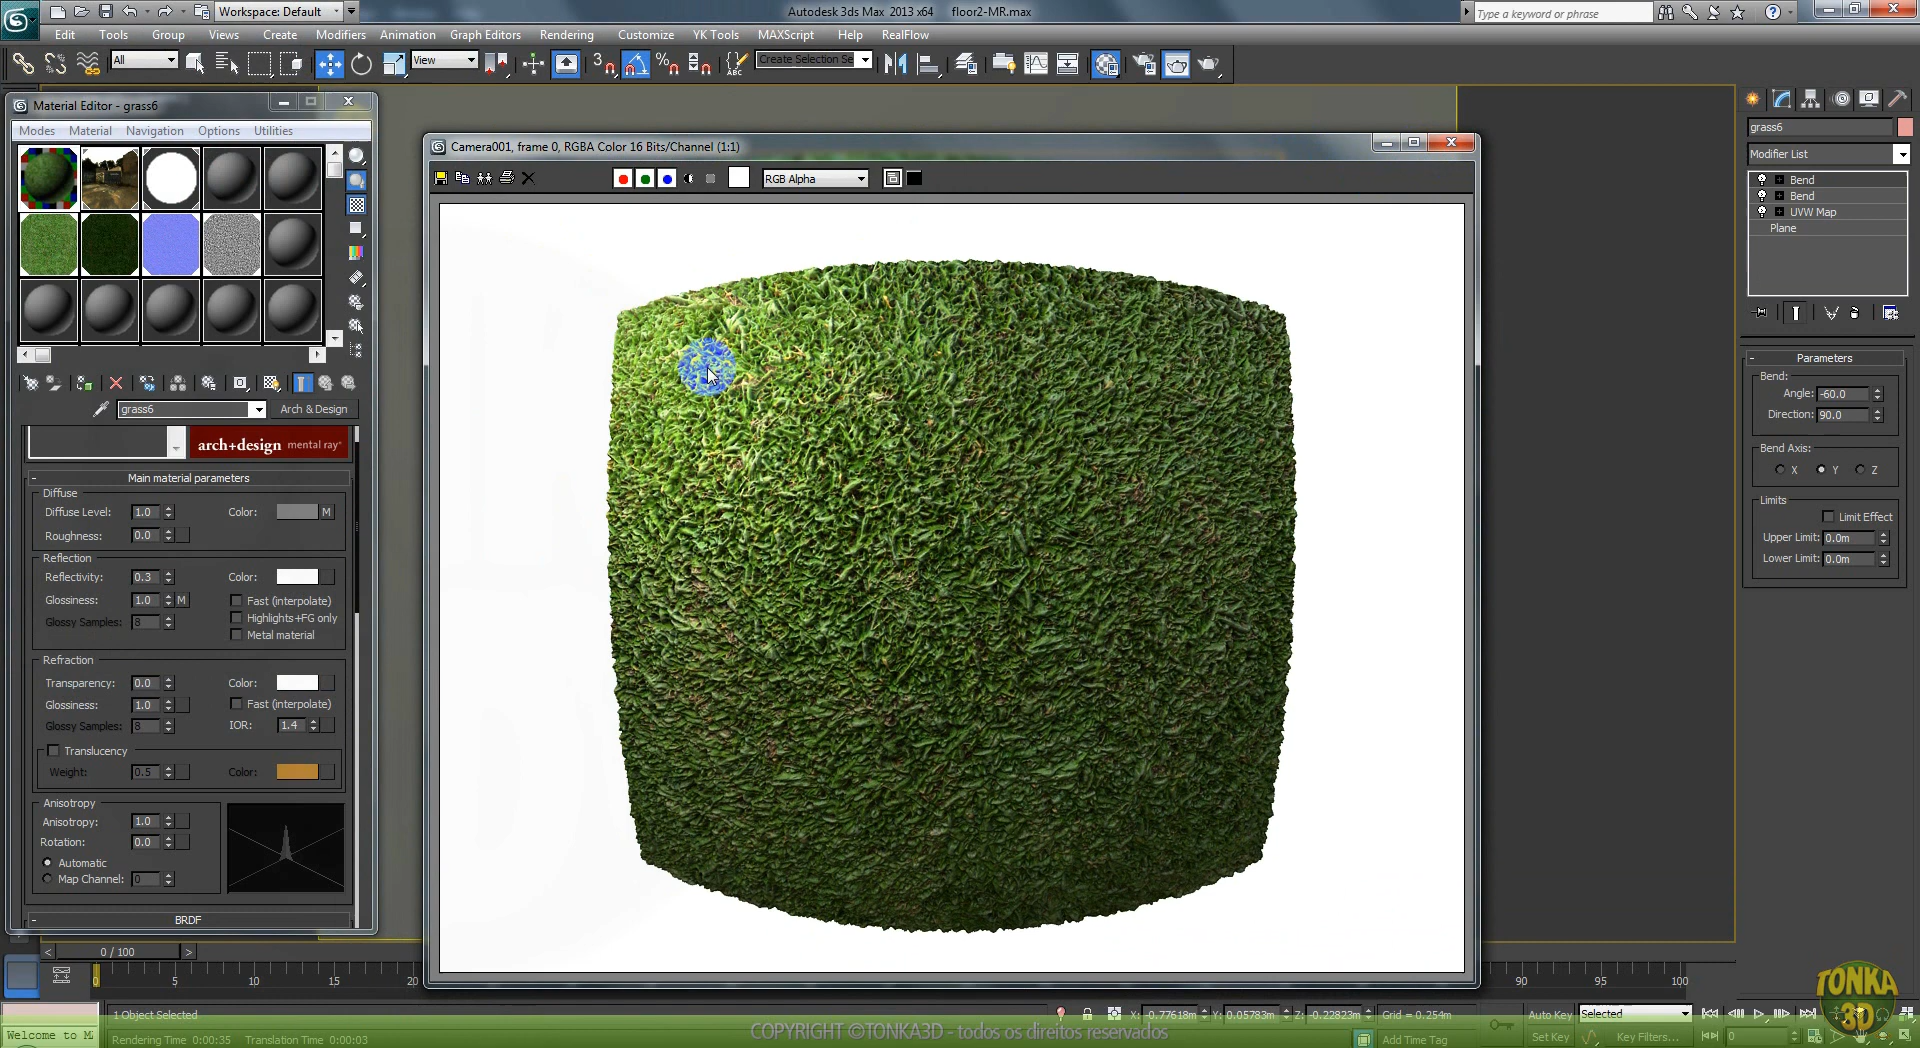 Workspace: Default
Autodesk 3ds Max 2013 x64 floor2-MR.max
Type a keyword or phrase
Edit Tools Group Views Create Modifiers Animation Graph Editors Rendering Customize YK Tools MAXScript Help RealFlow
All
View
3
%
ABC
Create Selection Se
Material Editor - grass6
Modes Material Navigation Options Utilities
grass6 Arch & Design
arch+design mental ray
- Main material parameters
Diffuse
Diffuse Level: 1.0 Color: M
Roughness: 0.0
Reflection
Reflectivity: 0.3 Color:
Glossiness: 1.0 M Fast (interpolate)
Highlights+FG only
Glossy Samples: 8
Metal material
Refraction
Transparency: 0.0 Color:
Glossiness: 1.0 Fast (interpolate)
Glossy Samples: 8 IOR: 1.4
Translucency
Weight: 0.5 Color:
Anisotropy
Anisotropy: 1.0
Rotation: 0.0
Automatic
Map Channel: 0
- BRDF
Camera001, frame 0, RGBA Color 16 Bits/Channel (1:1)
RGB Alpha
grass6
Modifier List
Bend
Bend
UVW Map
Plane
- Parameters
Bend:
Angle: -60.0
Direction: 90.0
Bend Axis:
X Y Z
Limits
Limit Effect
Upper Limit: 0.0m
Lower Limit: 0.0m
< 0 / 100 >
0 5 10 15 20 90 95 100
1 Object Selected
X: -0.77618m Y: 0.05783m Z: -0.22823m Grid = 0.254m
Auto Key Selected
Welcome to M
Rendering Time 0:00:35 Translation Time 0:00:03
COPYRIGHT ©TONKA3D - todos os direitos reservados
Add Time Tag
Set Key Key Filters... 0
TONKA
3D